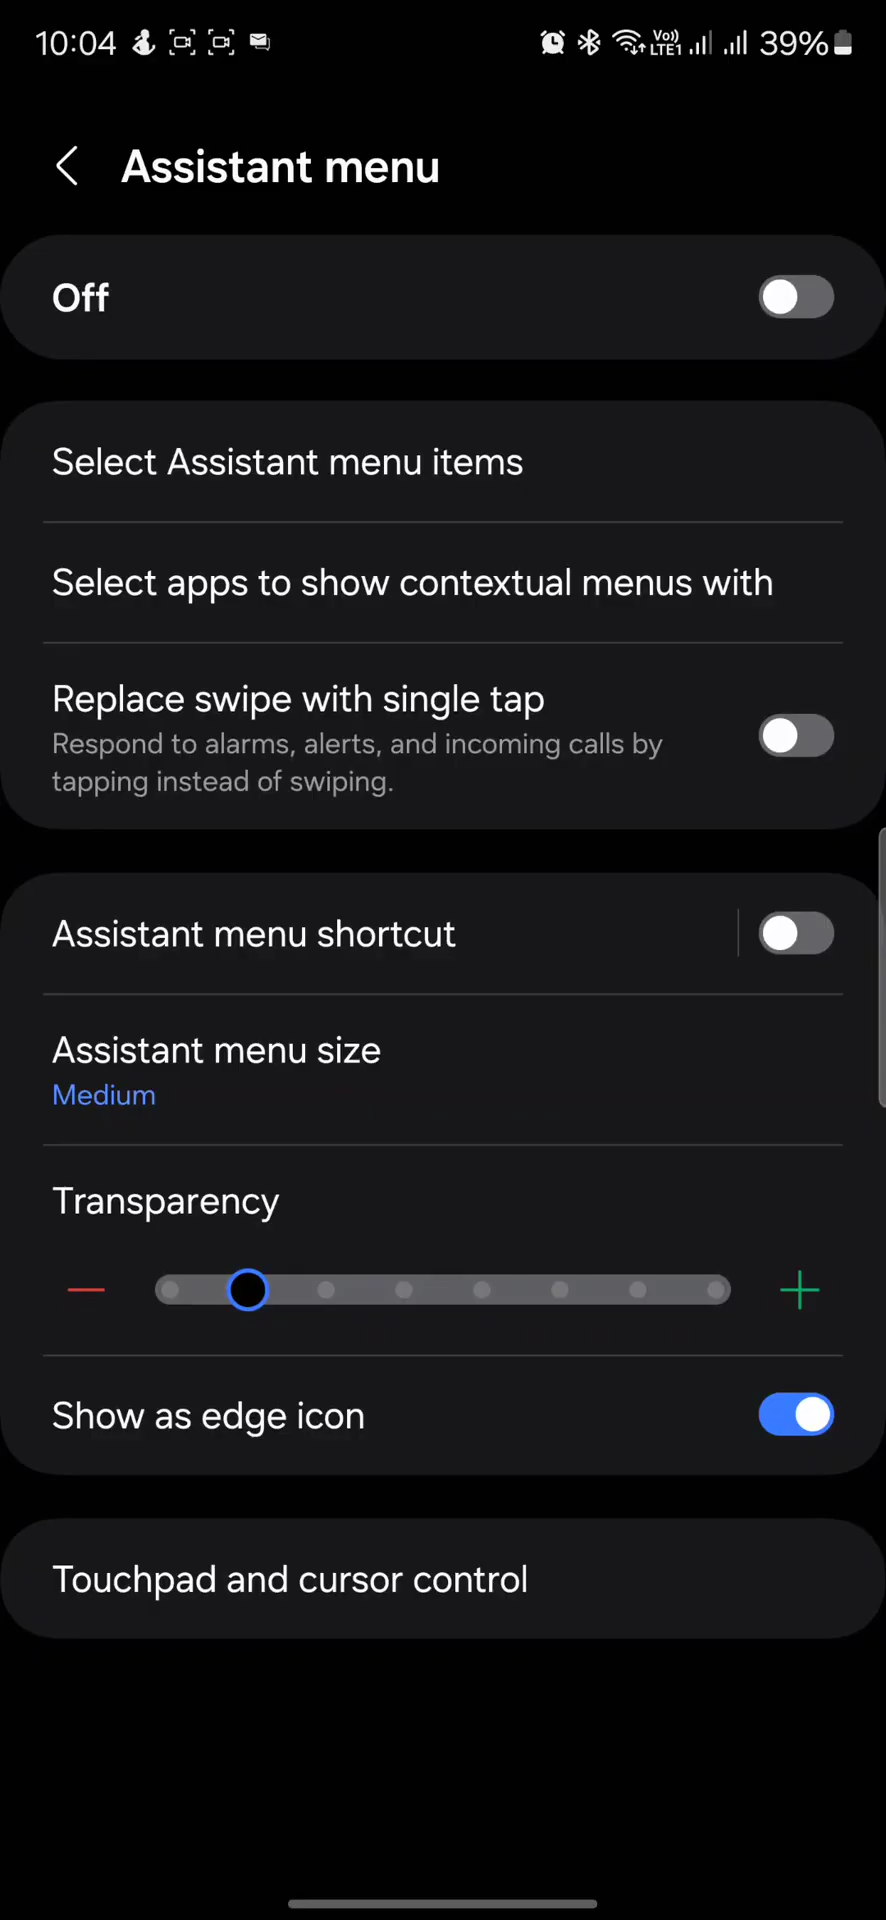 10:04 Vo) LTE1 39%
Assistant menu
Off
Select Assistant menu items
Select apps to show contextual menus with
Replace swipe with single tap
Respond to alarms, alerts, and incoming calls by
tapping instead of swiping.
Assistant menu shortcut
Assistant menu size
Medium
Transparency
Show as edge icon
Touchpad and cursor control